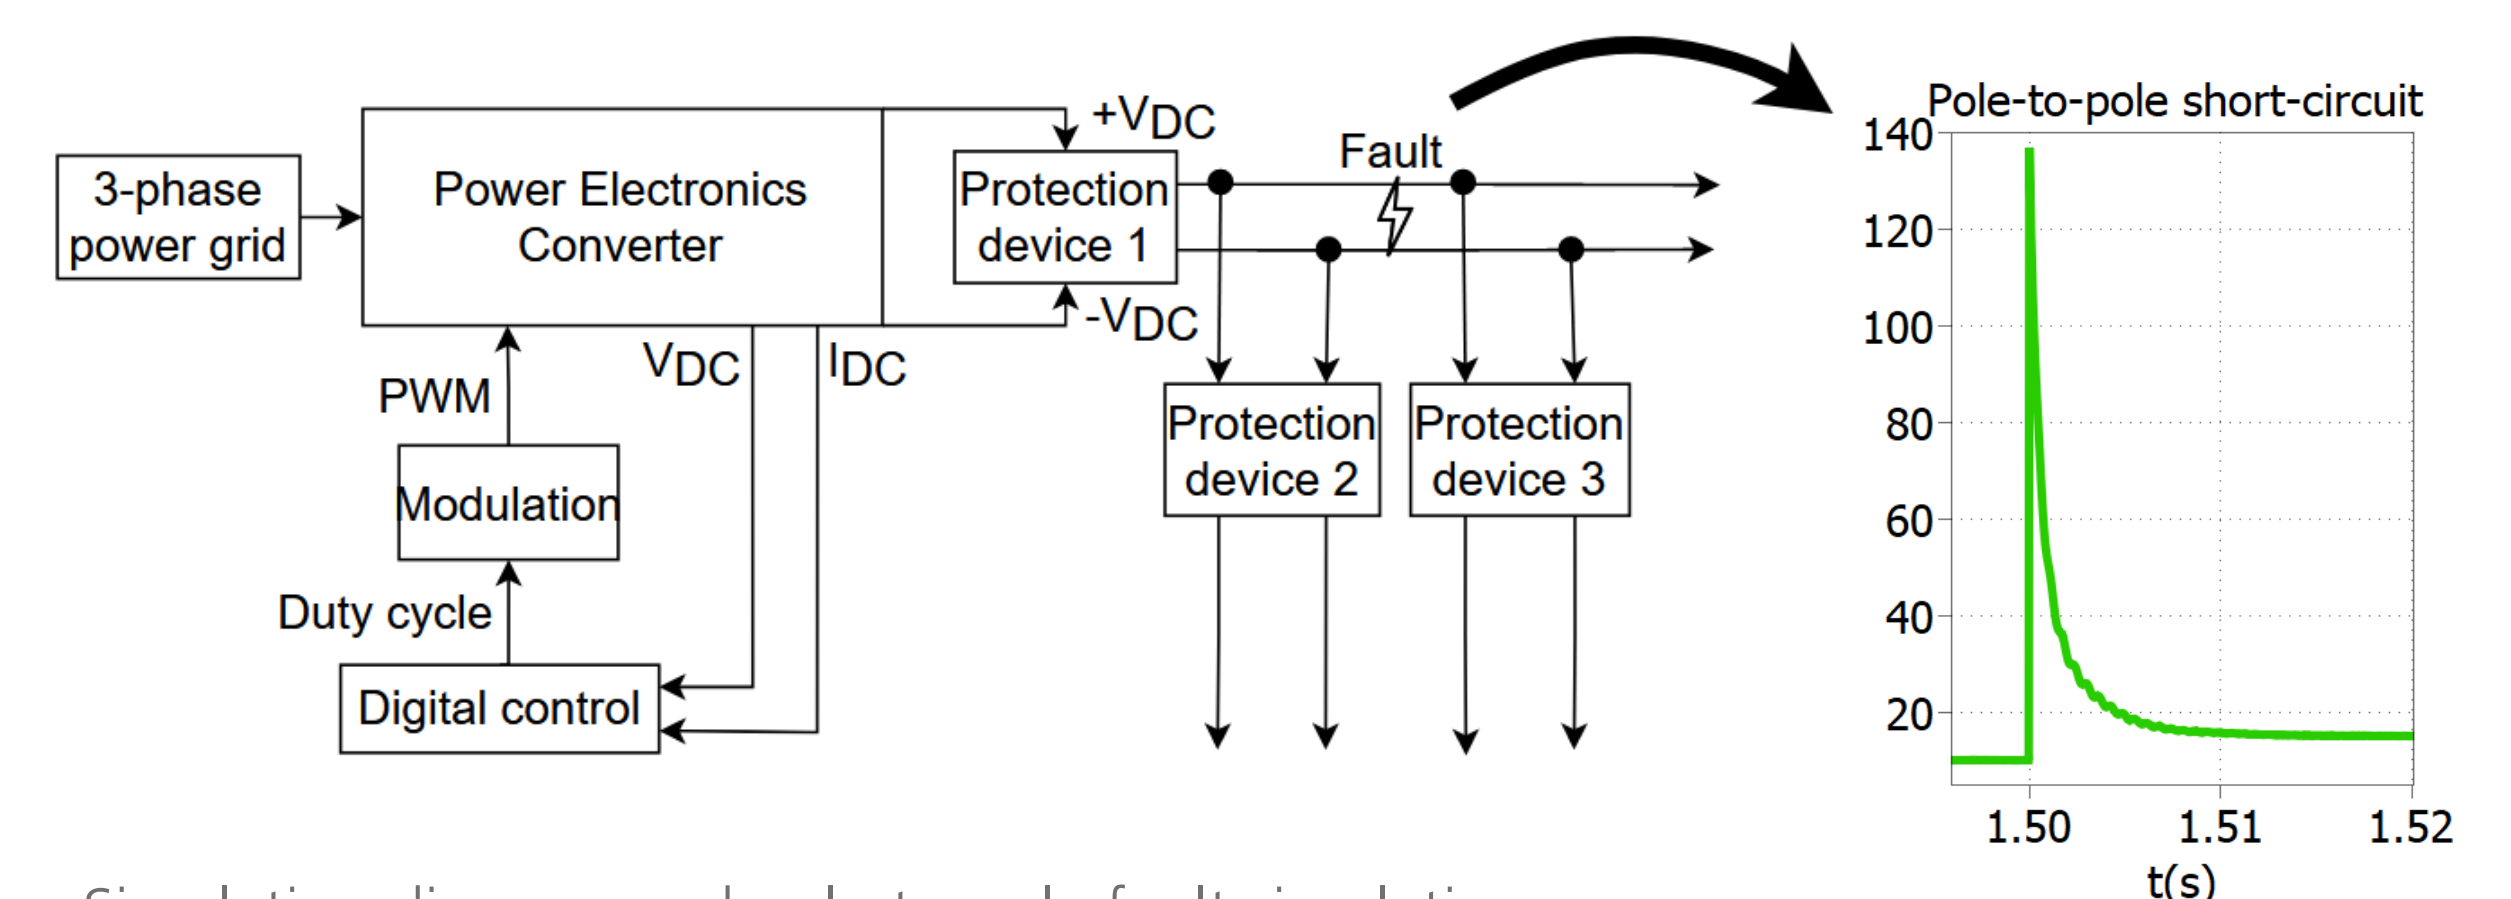 3-phase
power grid
Power Electronics
Converter
+VDC
Protection
device 1
-VDC
Fault
VDC
IDC
PWM
Modulation
Duty cycle
Digital control
Protection
device 2
Protection
device 3
Pole-to-pole short-circuit
140
120
100
80
60
40
20
1.50
1.51
1.52
t(s)